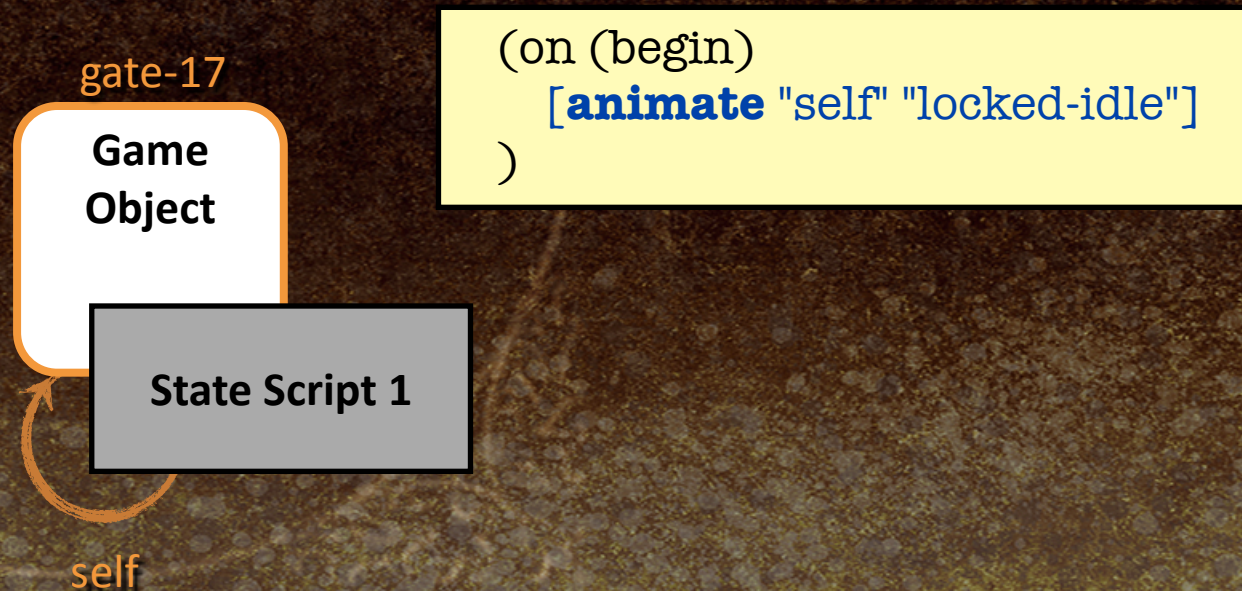 gate-17
Game
Object
State Script 1
self
(on (begin)
[animate "self" "locked-idle"]
)